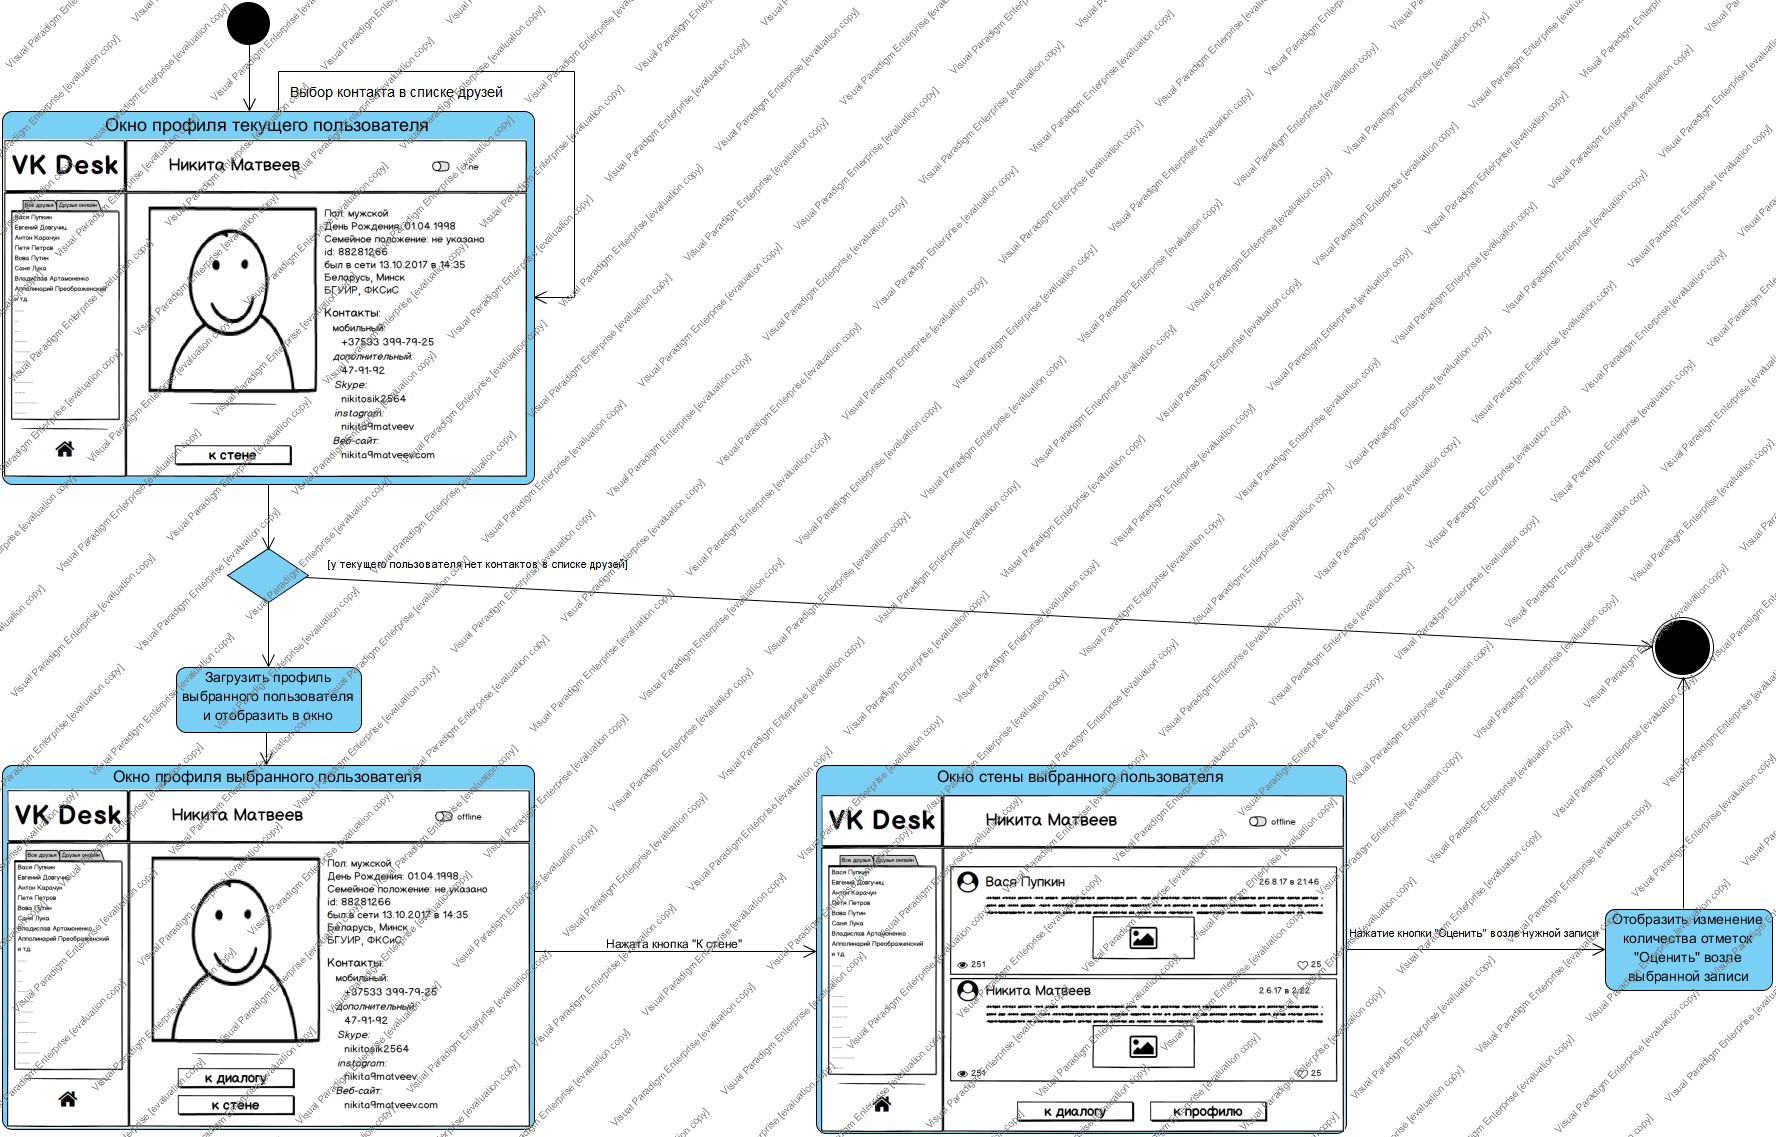 Выбор контакта в списке друзей
Окно профиля текущего пользователя
VK Desk
Никита Матвеев
Все друзья
Друзья онлайн
Вася Пупкин
Евгений Довгучиц
Антон Карачун
Петя Петров
Вова Путин
Саня Лука
Владислав Артамоненко
Апполинарий Преображенский
и т.д.
Пол: мужской
День Рождения: 01.04.1998
Семейное положение: не указано
id: 88281266
был в сети 13.10.2017 в 14:35
Беларусь, Минск
БГУИР, ФКСиС
Контакты:
мобильный:
+37533 399-79-25
дополнительный:
47-91-92
Skype:
nikitosik2564
instagram:
nikita9matveev
Веб-сайт:
nikita9matveev.com
к стене
[у текущего пользователя нет контактов в списке друзей]
Загрузить профиль
выбранного пользователя
и отобразить в окно
Окно профиля выбранного пользователя
VK Desk
Никита Матвеев
offline
Все друзья
Друзья онлайн
Вася Пупкин
Евгений Довгучиц
Антон Карачун
Петя Петров
Вова Путин
Саня Лука
Владислав Артамоненко
Апполинарий Преображенский
и т.д.
Пол: мужской
День Рождения: 01.04.1998
Семейное положение: не указано
id: 88281266
был в сети 13.10.2017 в 14:35
Беларусь, Минск
БГУИР, ФКСиС
Контакты:
мобильный:
+37533 399-79-25
дополнительный:
47-91-92
Skype:
nikitosik2564
instagram:
nikita9matveev
Веб-сайт:
nikita9matveev.com
к диалогу
к стене
Нажата кнопка "К стене"
Окно стены выбранного пользователя
VK Desk
Никита Матвеев
offline
Все друзья
Друзья онлайн
Вася Пупкин
Евгений Довгучиц
Антон Карачун
Петя Петров
Вова Путин
Саня Лука
Владислав Артамоненко
Апполинарий Преображенский
и т.д.
Вася Пупкин
26.8.17 в 21:46
251
25
Никита Матвеев
2.6.17 в 2:22
251
25
к диалогу
к профилю
Нажатие кнопки "Оценить" возле нужной записи
Отобразить изменение
количества отметок
"Оценить" возле
выбранной записи
Visual Paradigm Enterprise [evaluation copy]